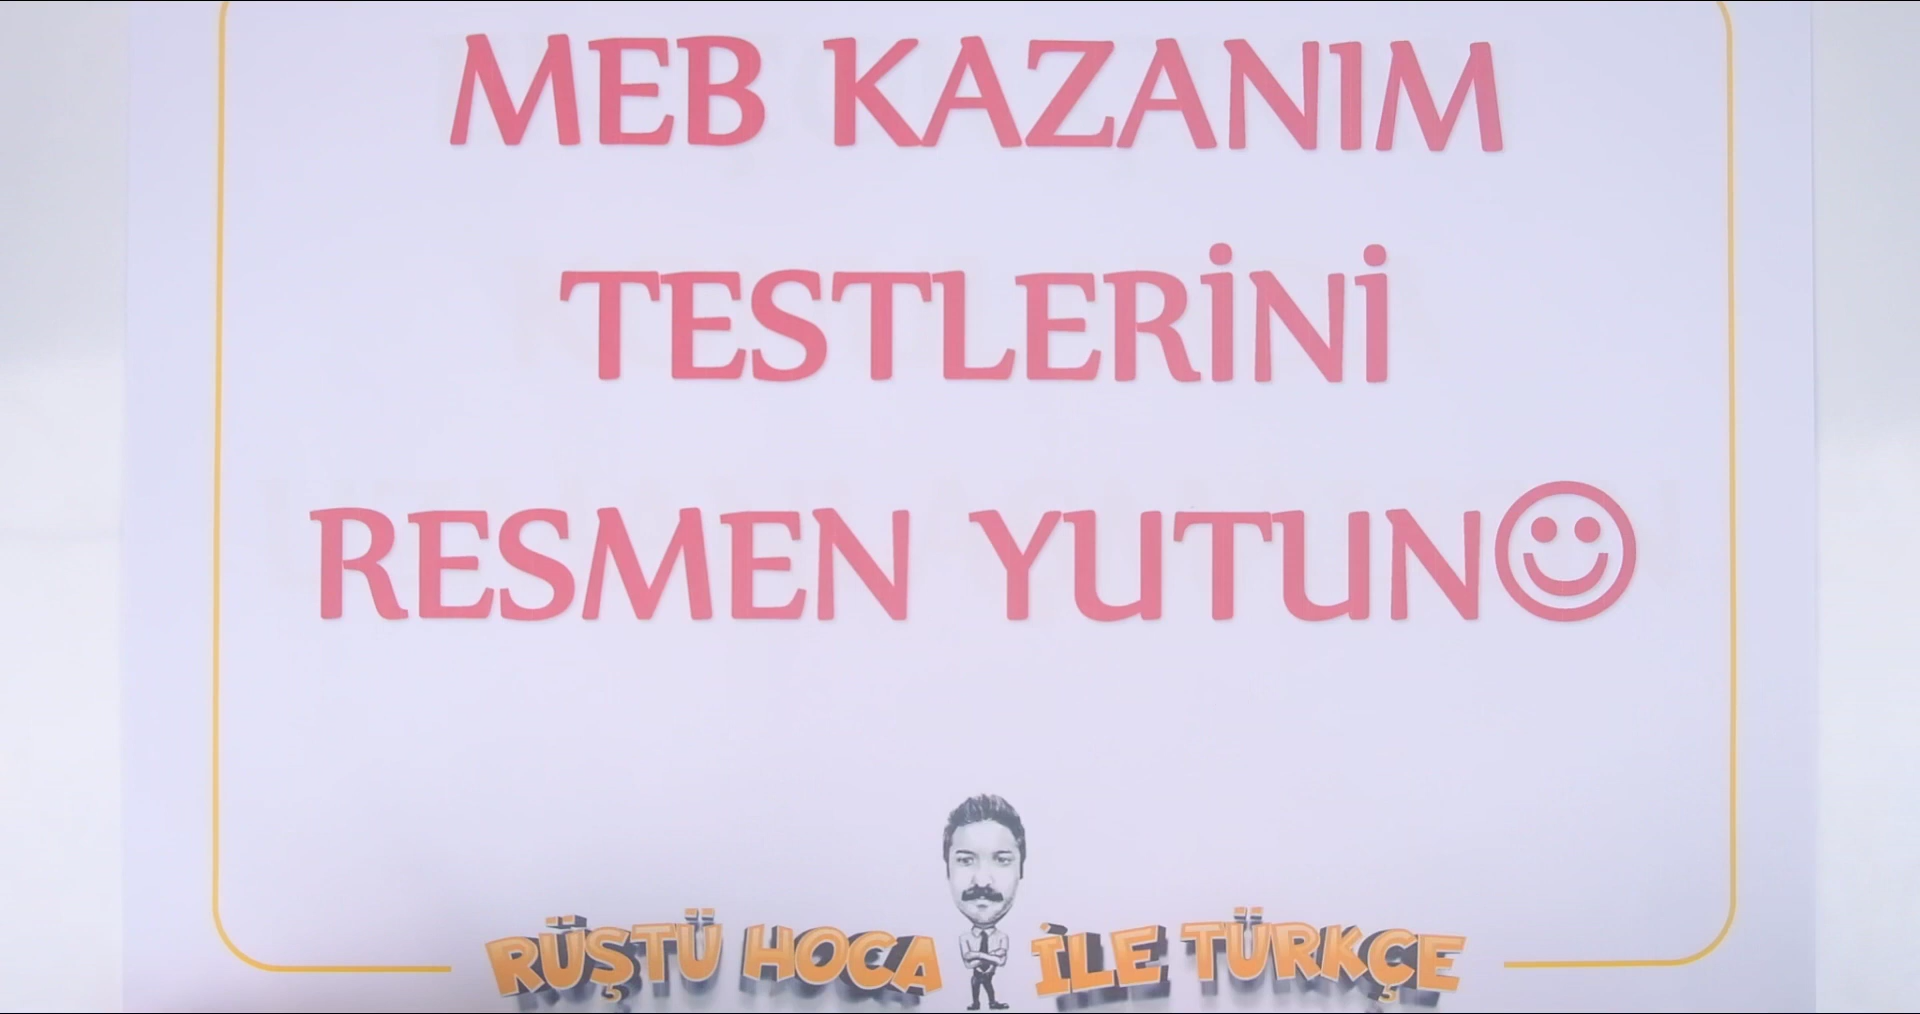 MEB KAZANIM
TESTLERİNİ
RESMEN YUTUN☺
RÜŞTÜ HOCA İLE TÜRKÇE